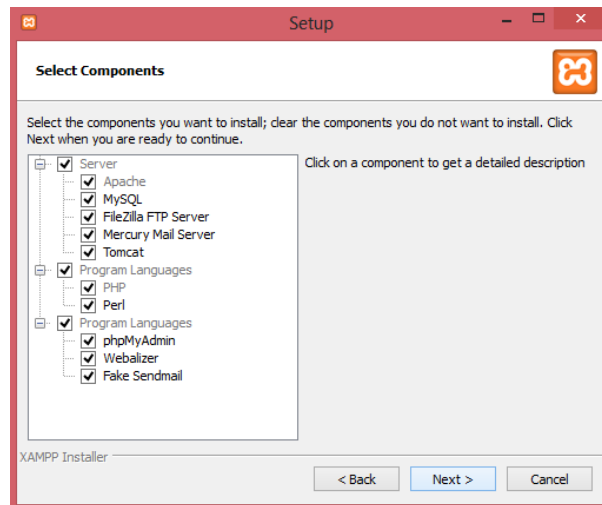 Setup
Select Components
Select the components you want to install; clear the components you do not want to install. Click
Next when you are ready to continue.
Server
Apache
MySQL
FileZilla FTP Server
Mercury Mail Server
Tomcat
Program Languages
PHP
Perl
Program Languages
phpMyAdmin
Webalizer
Fake Sendmail
Click on a component to get a detailed description
XAMPP Installer
< Back
Next >
Cancel